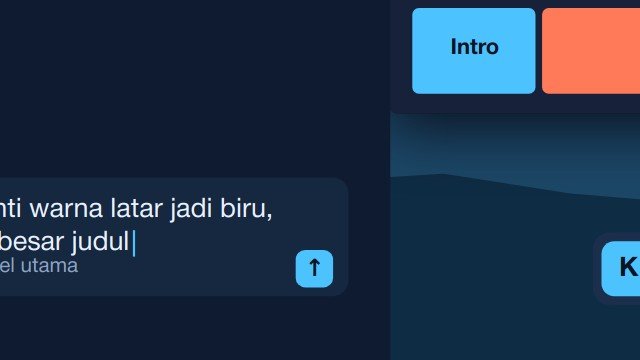 Intro
nti warna latar jadi biru,
besar judul
el utama
↑
K